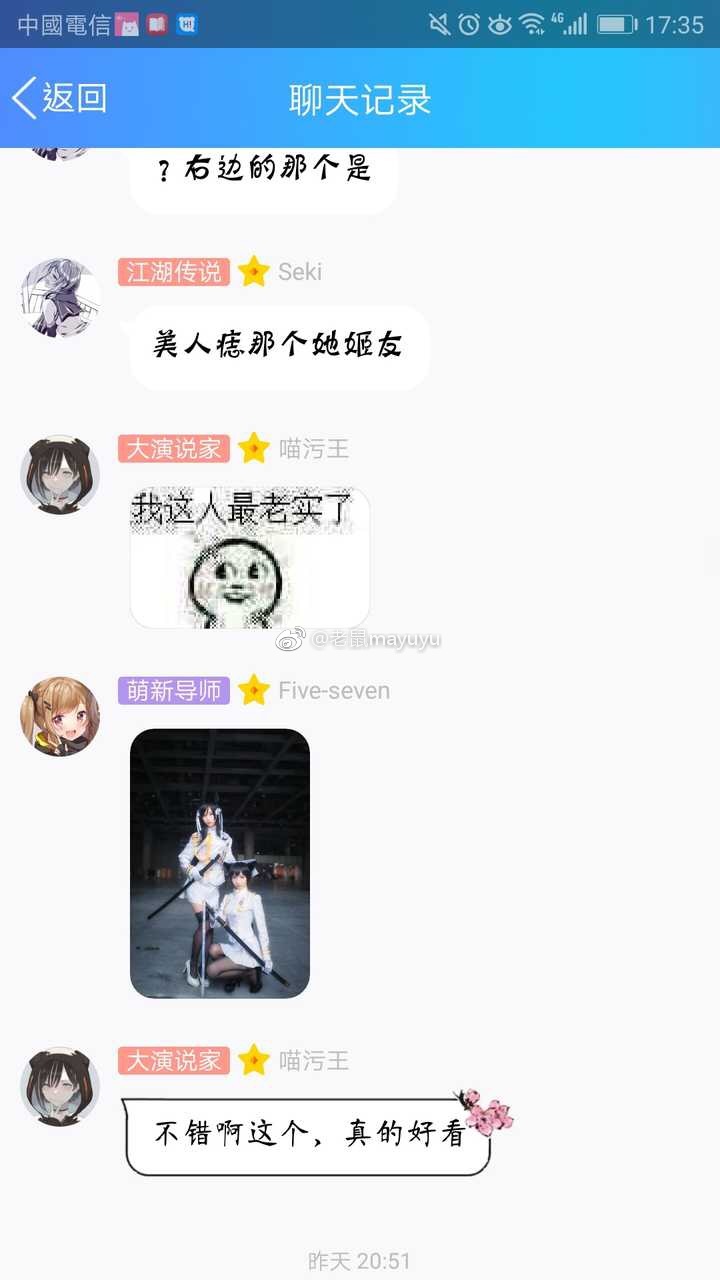 中國電信 H! 4G 17:35
返回 聊天记录
？右边的那个是
江湖传说 Seki
美人痣那个她姬友
大演说家 喵污王
我这人最老实了
@老鼠mayuyu
萌新导师 Five-seven
大演说家 喵污王
不错啊这个，真的好看
昨天 20:51